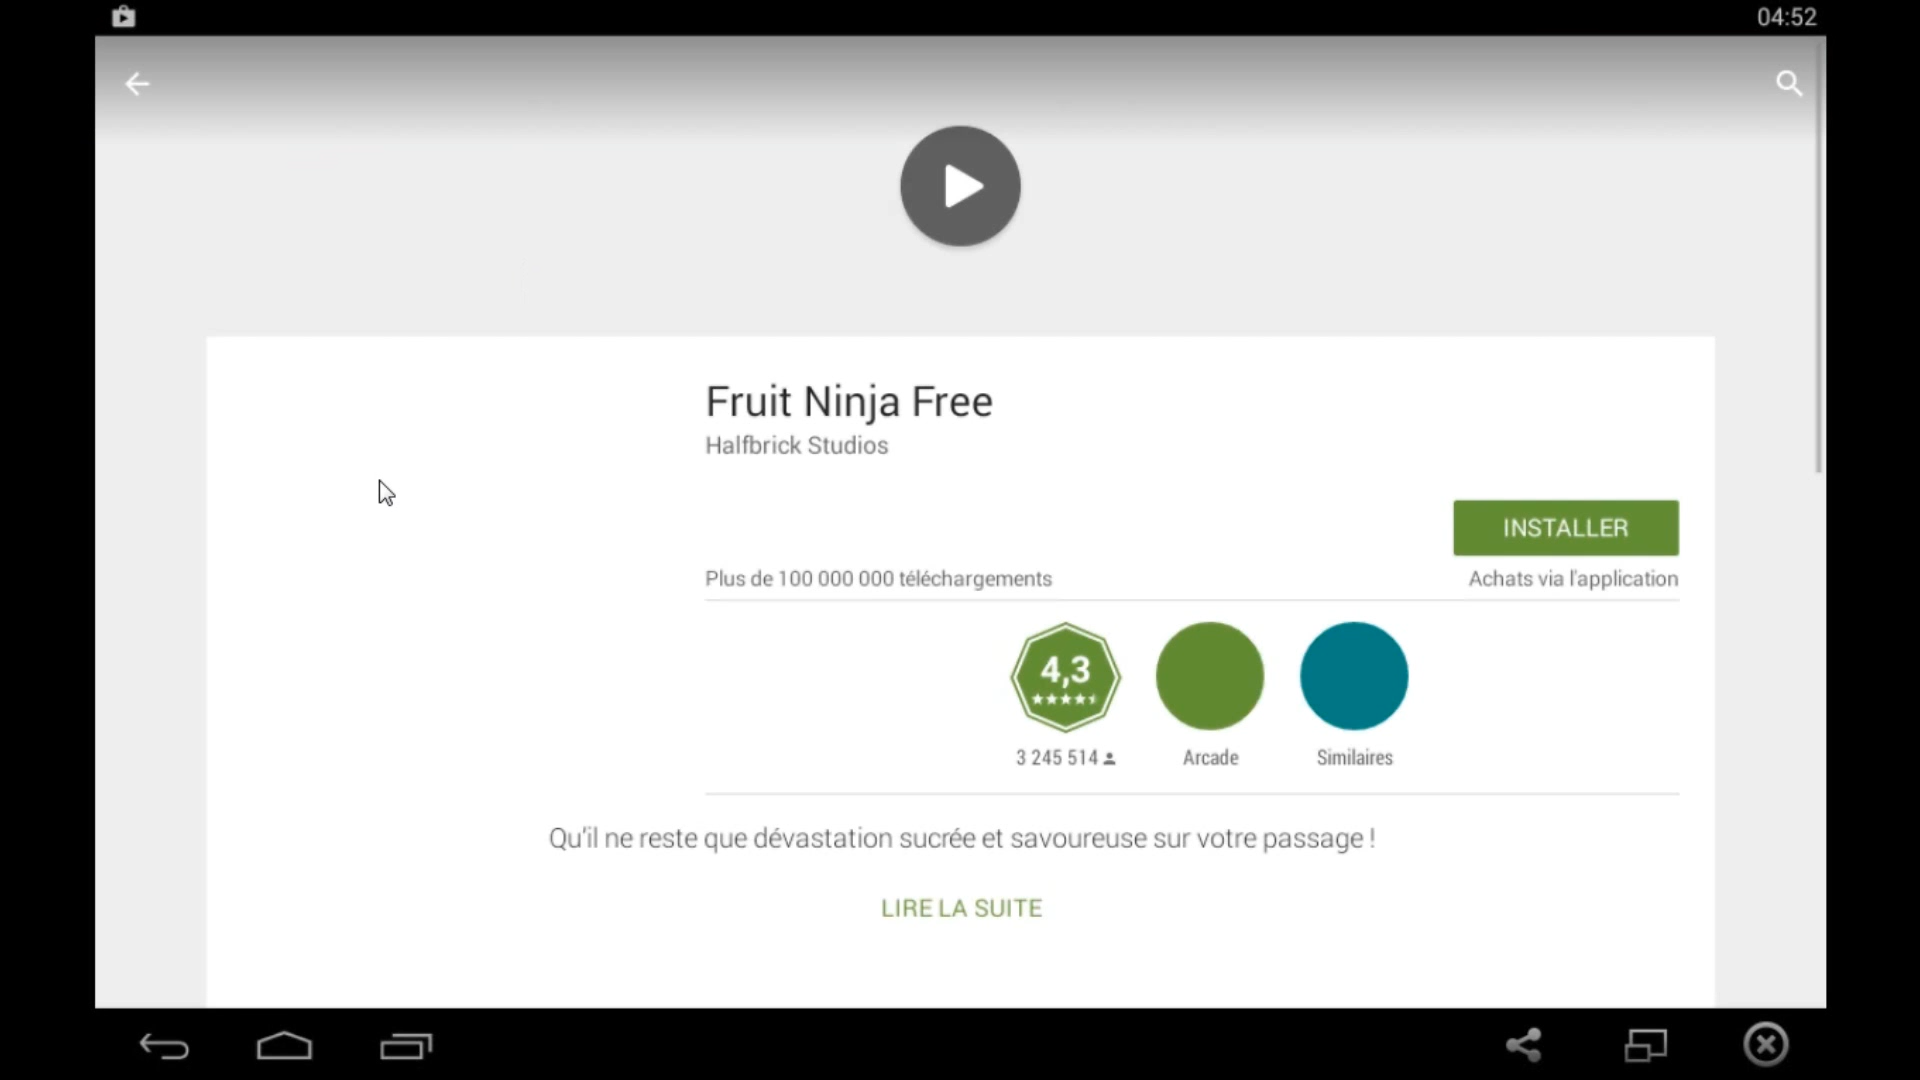 04:52
Fruit Ninja Free
Halfbrick Studios
INSTALLER
Plus de 100 000 000 téléchargements
Achats via l'application
4,3
3 245 514
Arcade
Similaires
Qu'il ne reste que dévastation sucrée et savoureuse sur votre passage !
LIRE LA SUITE